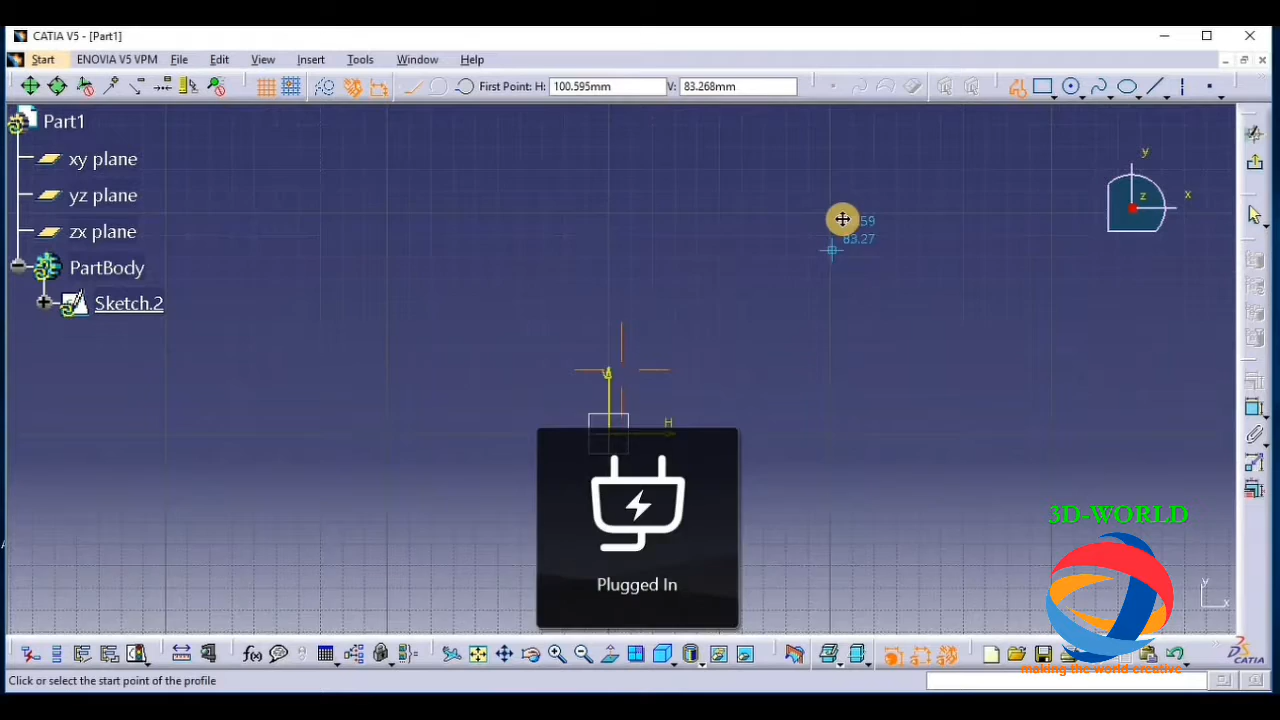 CATIA V5 - [Part1]
Start ENOVIA V5 VPM File Edit View Insert Tools Window Help
First Point: H: 100.595mm V: 83.268mm
Part1
xy plane
yz plane
zx plane
PartBody
Sketch.2
y
x
z
59
83.27
V
H
Plugged In
3D-WORLD
making the world creative
y
x
f(x)
CATIA
Click or select the start point of the profile